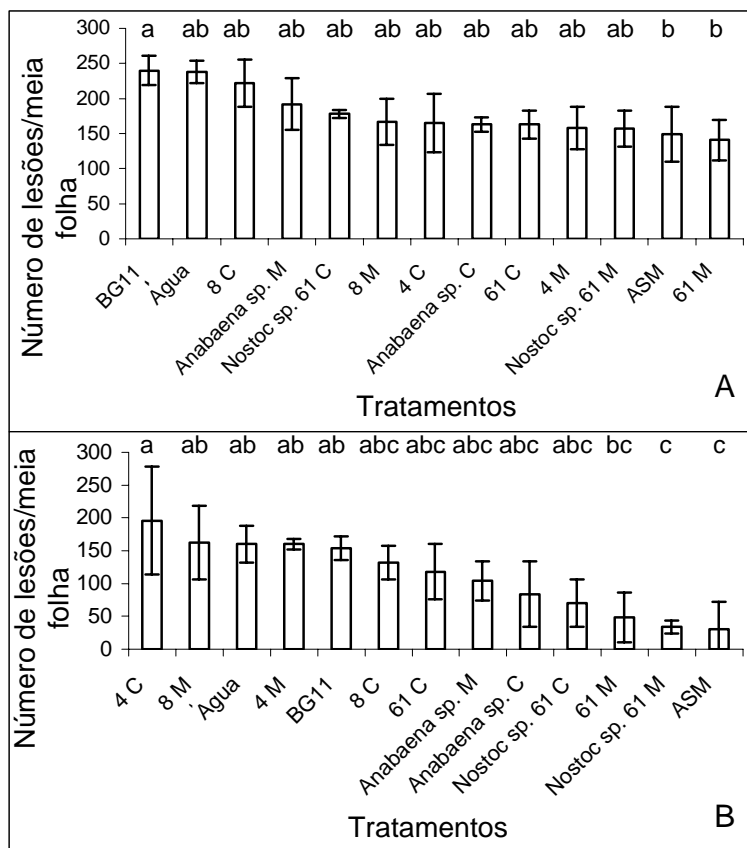 a ab ab ab ab ab ab ab ab ab ab b b
300
250
200
150
100
50
0
Número de lesões/meia
folha
BG11
Água
8 C
Anabaena sp. M
Nostoc sp. 61 C
8 M
4 C
Anabaena sp. C
61 C
4 M
Nostoc sp. 61 M
ASM
61 M
Tratamentos
A
a ab ab ab ab abc abc abc abc abc bc c c
300
250
200
150
100
50
0
Número de lesões/meia
folha
4 C
8 M
Água
4 M
BG11
8 C
61 C
Anabaena sp. M
Anabaena sp. C
Nostoc sp. 61 C
61 M
Nostoc sp. 61 M
ASM
Tratamentos
B